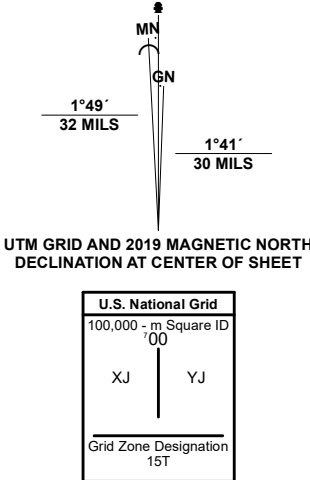 MN
GN
1°49´
32 MILS
1°41´
30 MILS
UTM GRID AND 2019 MAGNETIC NORTH
DECLINATION AT CENTER OF SHEET
U.S. National Grid
100,000 - m Square ID
⁷00
XJ YJ
Grid Zone Designation
15T